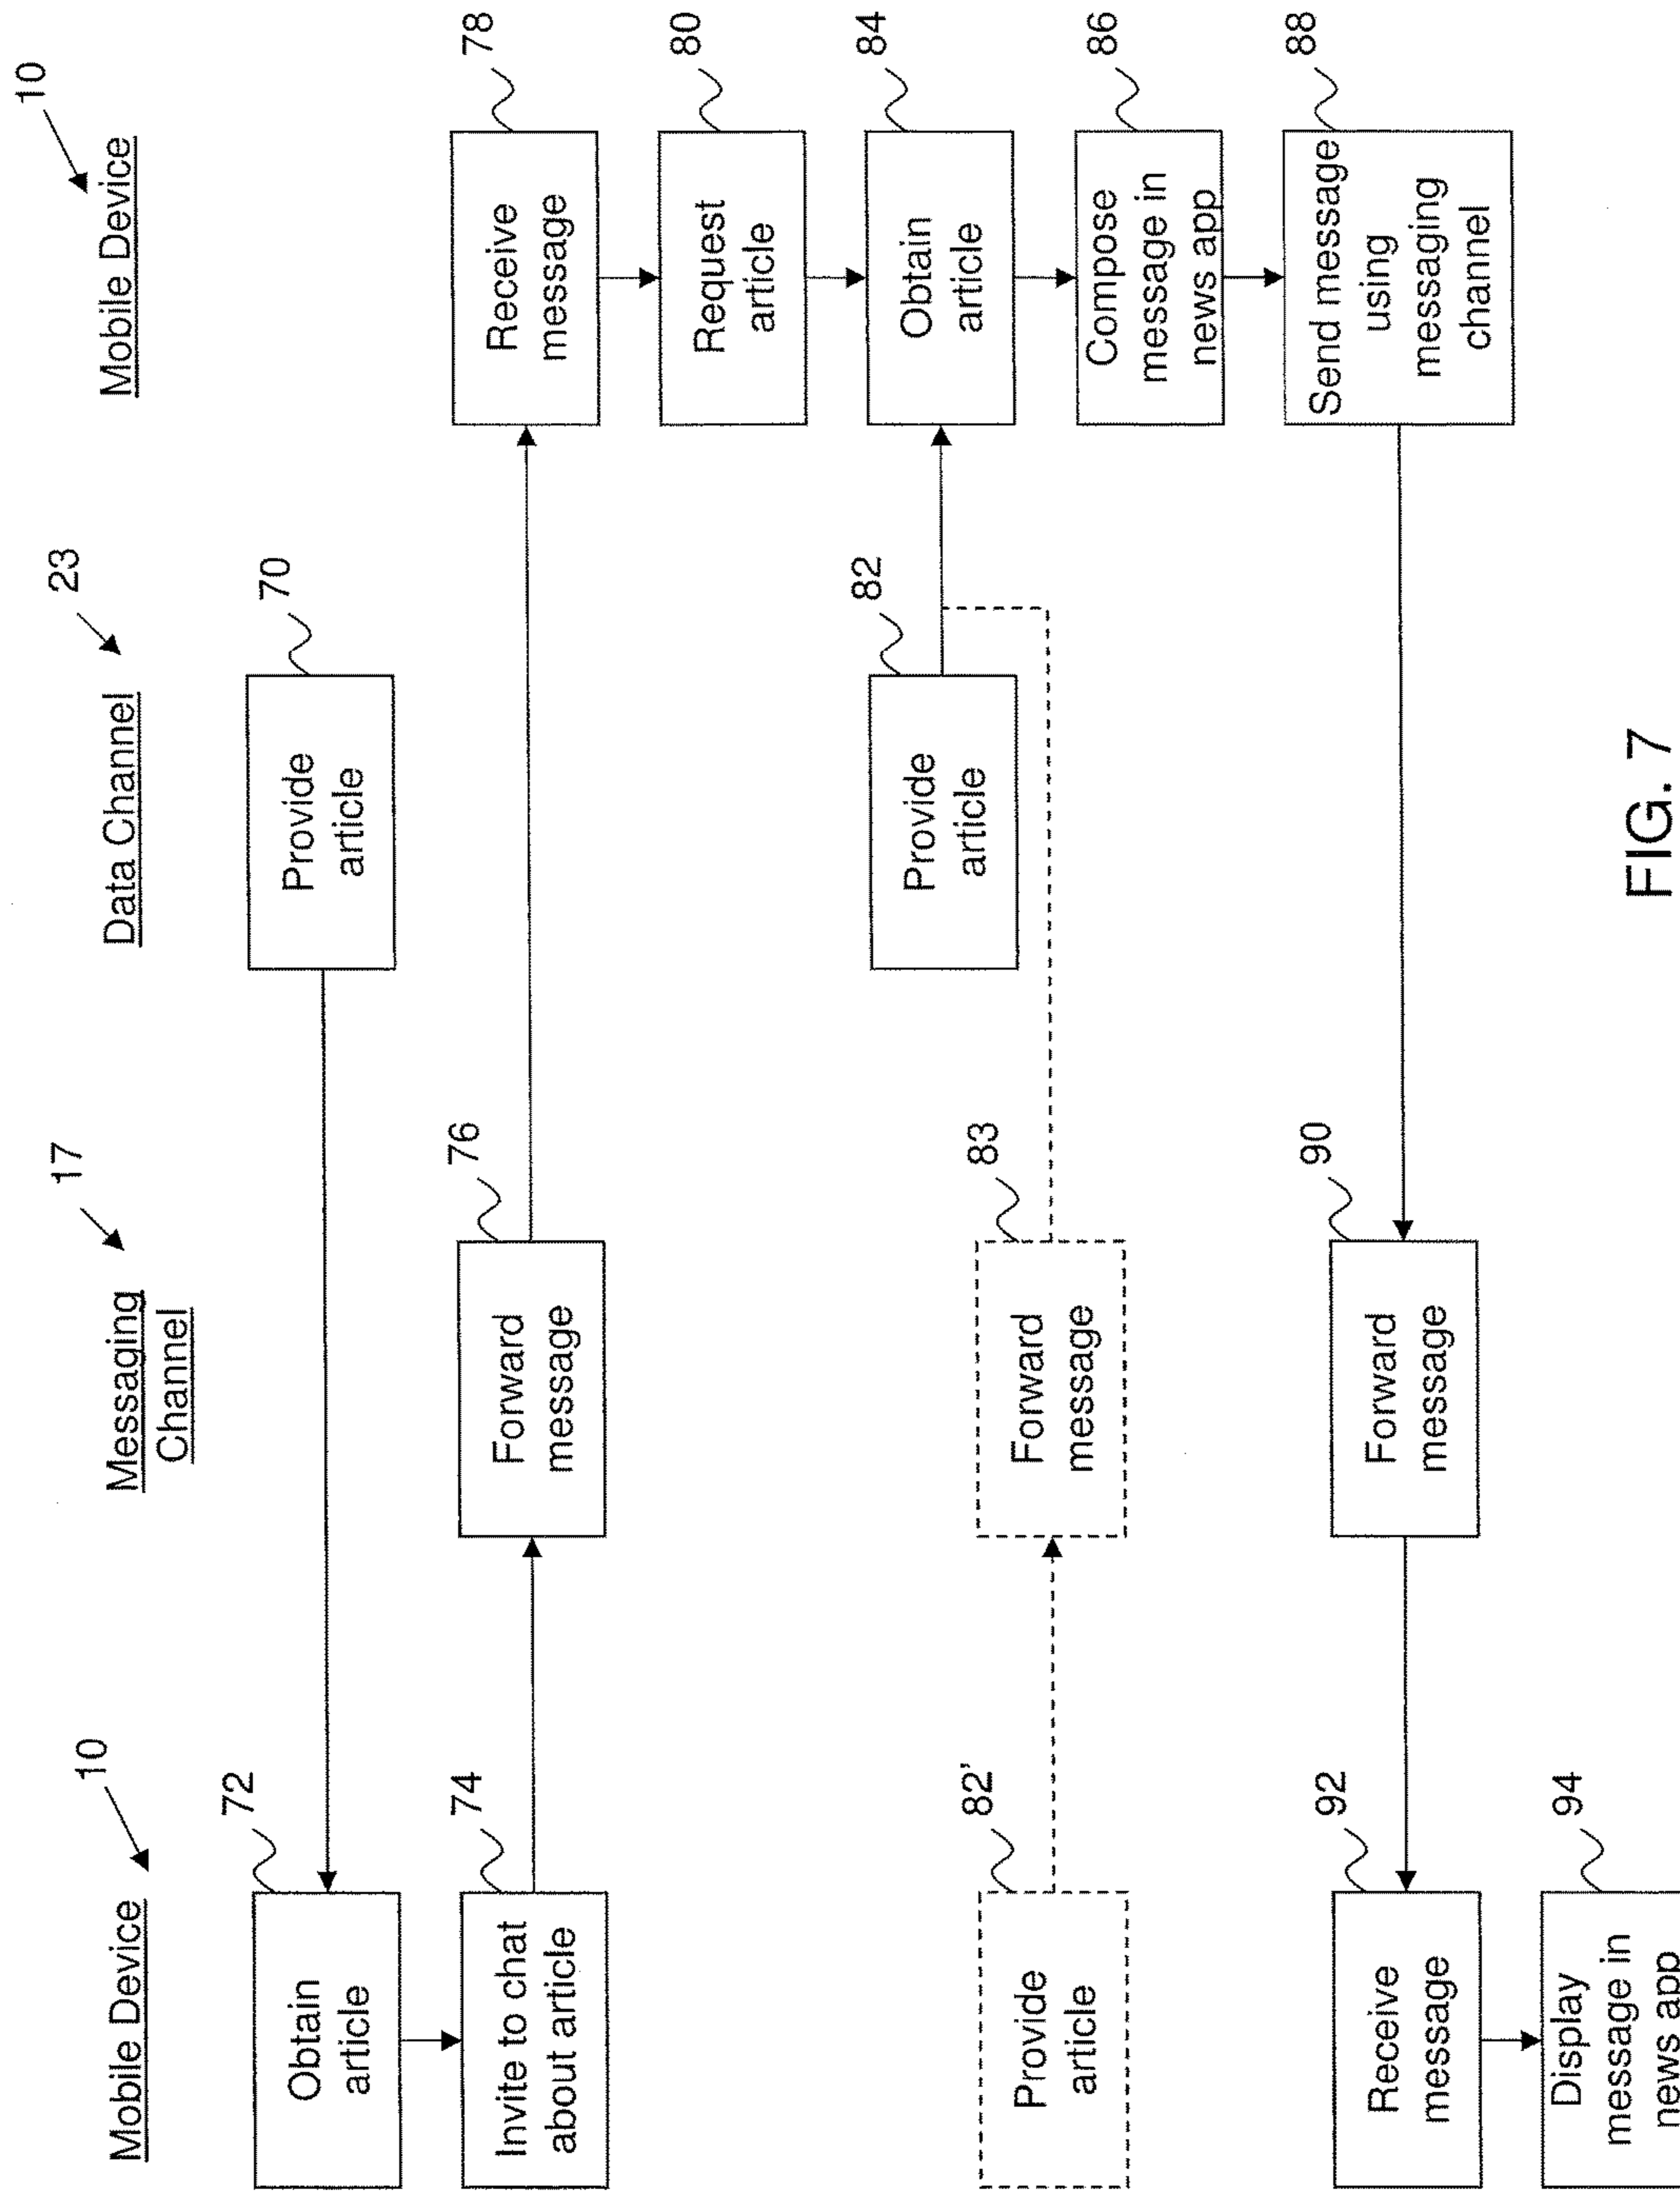 10
Mobile Device
17
Messaging
Channel
23
Data Channel
10
Mobile Device
70
Provide
article
72
Obtain
article
74
Invite to chat
about article
76
Forward
message
78
Receive
message
80
Request
article
82
Provide
article
82'
Provide
article
83
Forward
message
84
Obtain
article
86
Compose
message in
news app
88
Send message
using
messaging
channel
90
Forward
message
92
Receive
message
94
Display
message in
news app
FIG. 7